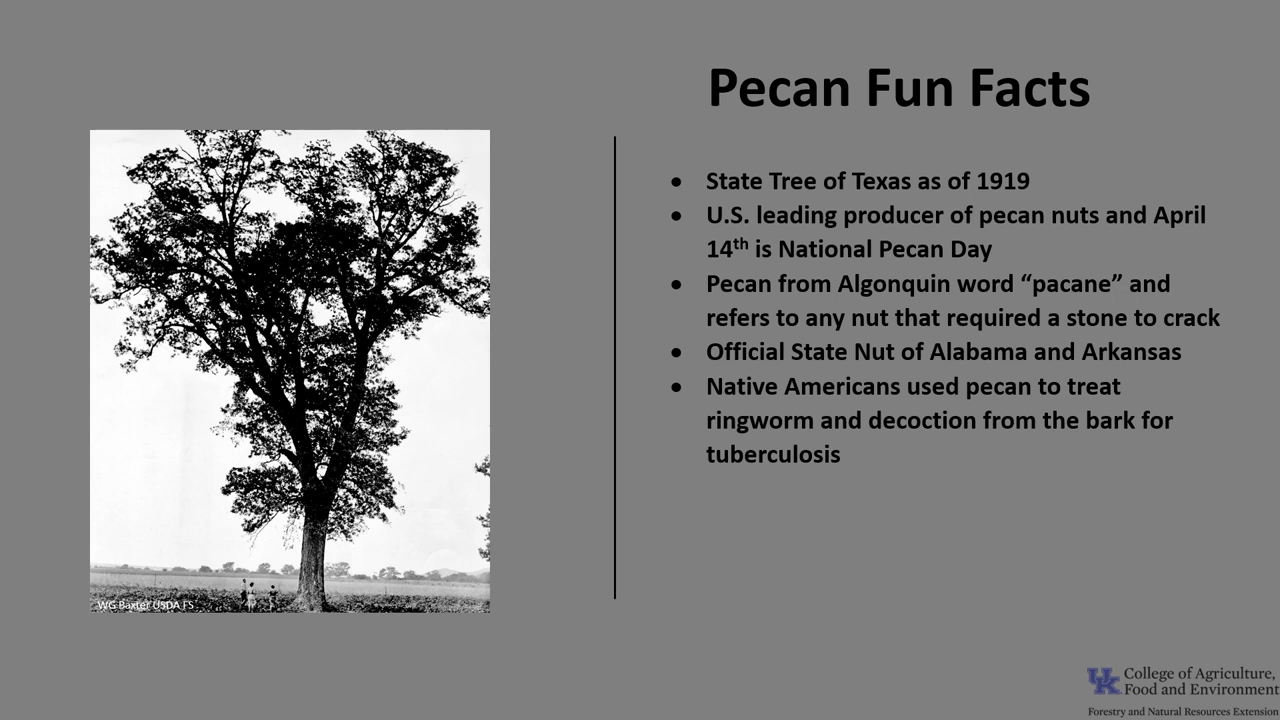 Pecan Fun Facts
• State Tree of Texas as of 1919
• U.S. leading producer of pecan nuts and April
14th is National Pecan Day
• Pecan from Algonquin word “pacane” and
refers to any nut that required a stone to crack
• Official State Nut of Alabama and Arkansas
• Native Americans used pecan to treat
ringworm and decoction from the bark for
tuberculosis
WG Baxter USDA FS
UK College of Agriculture,
Food and Environment
Forestry and Natural Resources Extension